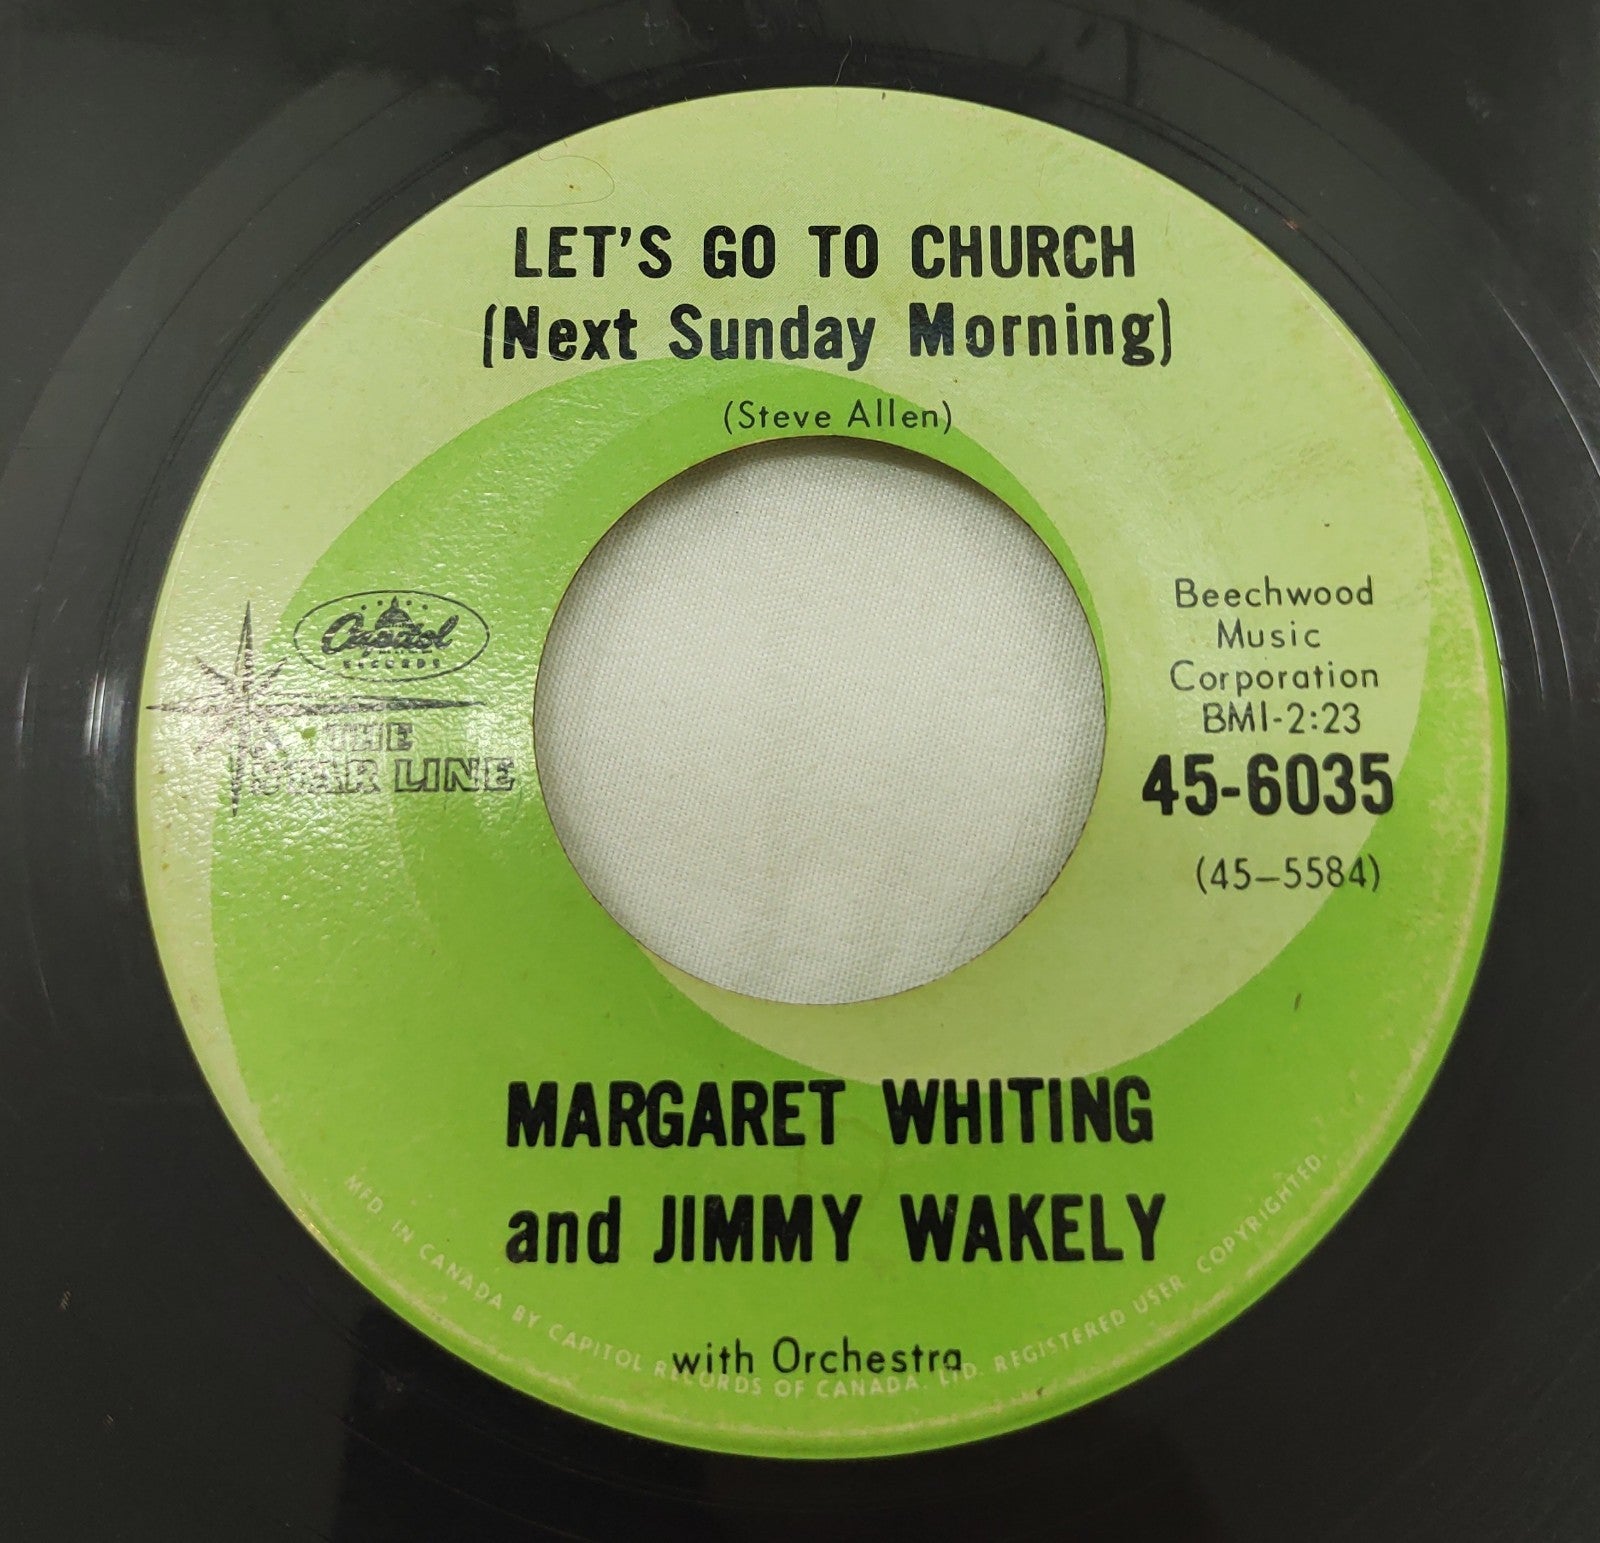 LET'S GO TO CHURCH
(Next Sunday Morning)
(Steve Allen)
Capitol
RECORDS
THE
STAR LINE
Beechwood
Music
Corporation
BMI-2:23
45-6035
(45-5584)
MARGARET WHITING
and JIMMY WAKELY
with Orchestra
MFD. IN CANADA BY CAPITOL RECORDS OF CANADA, LTD. REGISTERED USER. COPYRIGHTED.